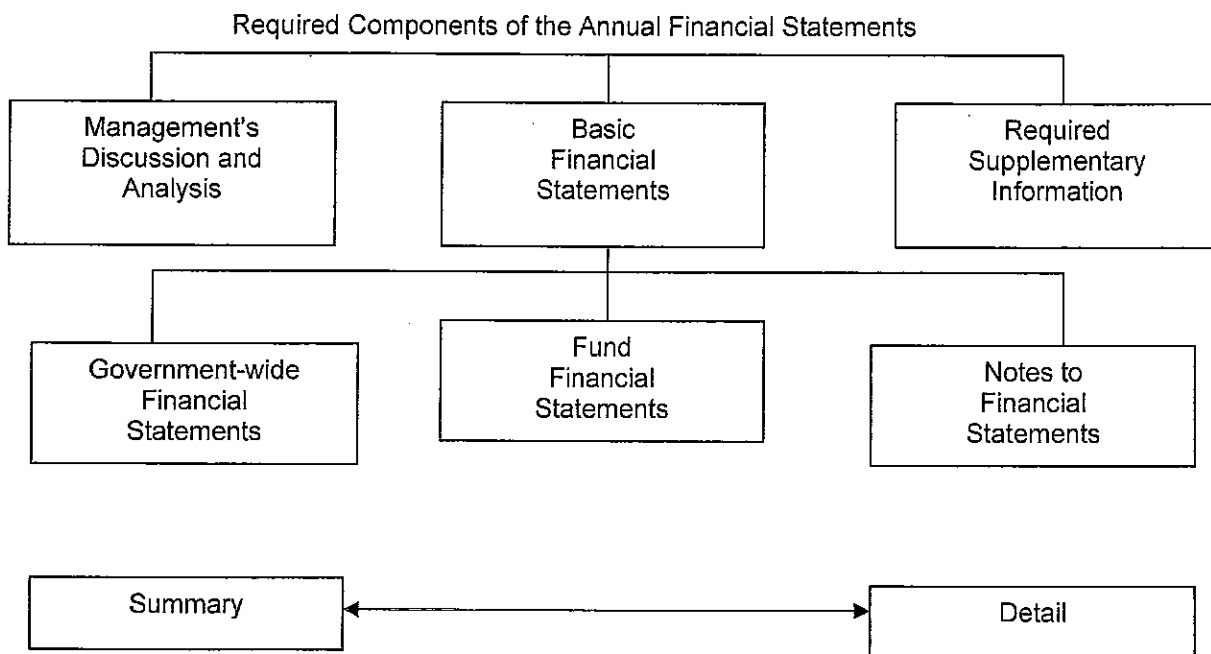 Required Components of the Annual Financial Statements
Management's
Discussion and
Analysis
Basic
Financial
Statements
Required
Supplementary
Information
Government-wide
Financial
Statements
Fund
Financial
Statements
Notes to
Financial
Statements
Summary
Detail